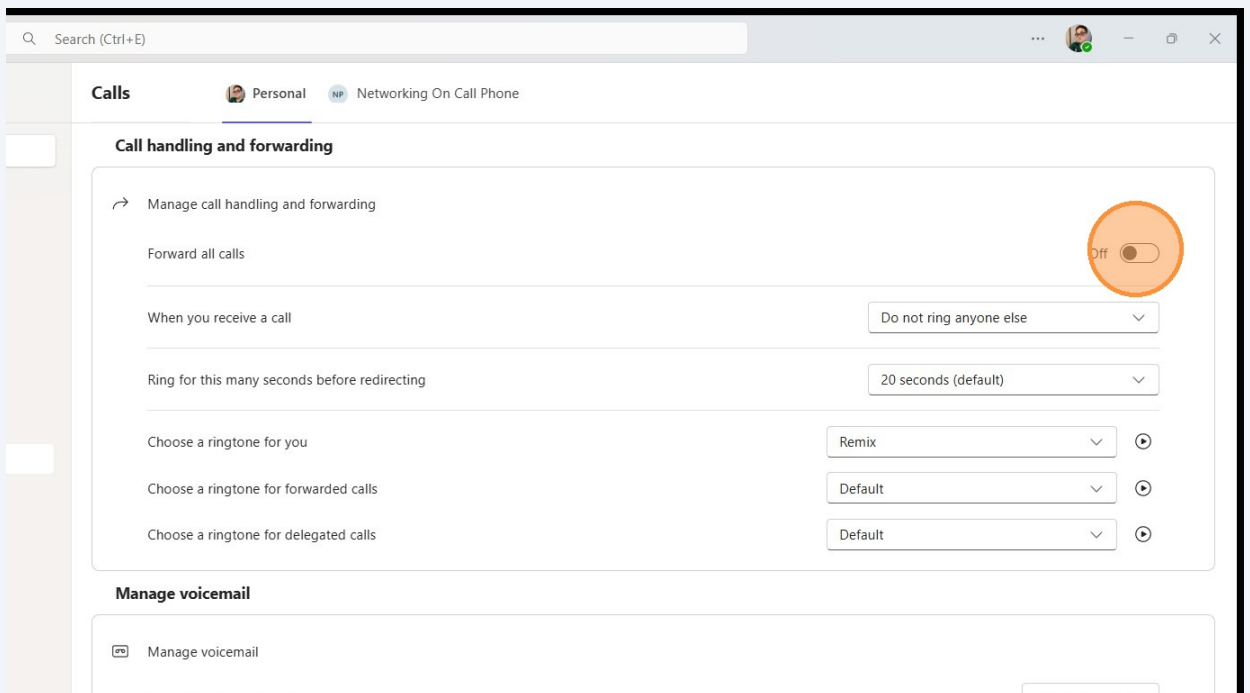 Search (Ctrl+E)
Calls
Personal
NP Networking On Call Phone
Call handling and forwarding
Manage call handling and forwarding
Forward all calls Off
When you receive a call Do not ring anyone else
Ring for this many seconds before redirecting 20 seconds (default)
Choose a ringtone for you Remix
Choose a ringtone for forwarded calls Default
Choose a ringtone for delegated calls Default
Manage voicemail
Manage voicemail